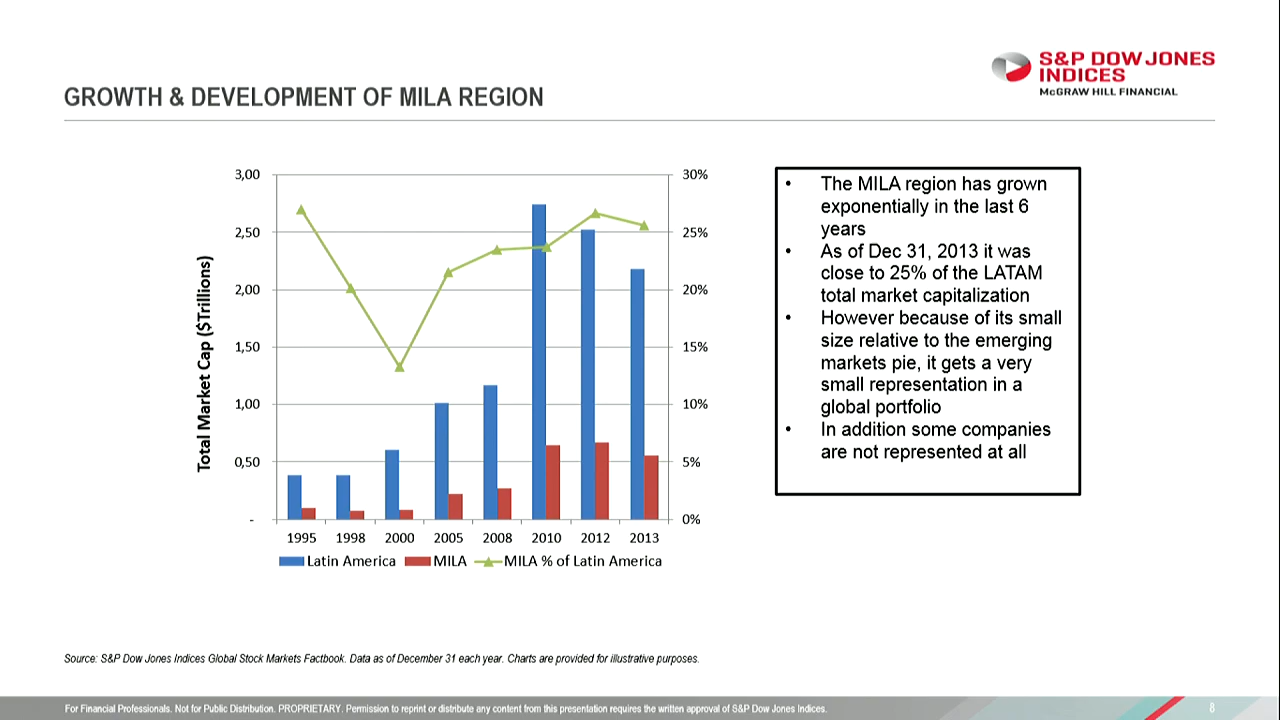 S&P DOW JONES
INDICES
McGRAW HILL FINANCIAL
GROWTH & DEVELOPMENT OF MILA REGION
3,00
2,50
2,00
1,50
1,00
0,50
-
Total Market Cap ($Trillions)
30%
25%
20%
15%
10%
5%
0%
1995 1998 2000 2005 2008 2010 2012 2013
Latin America MILA MILA % of Latin America
• The MILA region has grown
exponentially in the last 6
years
• As of Dec 31, 2013 it was
close to 25% of the LATAM
total market capitalization
• However because of its small
size relative to the emerging
markets pie, it gets a very
small representation in a
global portfolio
• In addition some companies
are not represented at all
Source: S&P Dow Jones Indices Global Stock Markets Factbook. Data as of December 31 each year. Charts are provided for illustrative purposes.
For Financial Professionals. Not for Public Distribution. PROPRIETARY. Permission to reprint or distribute any content from this presentation requires the written approval of S&P Dow Jones Indices.
8